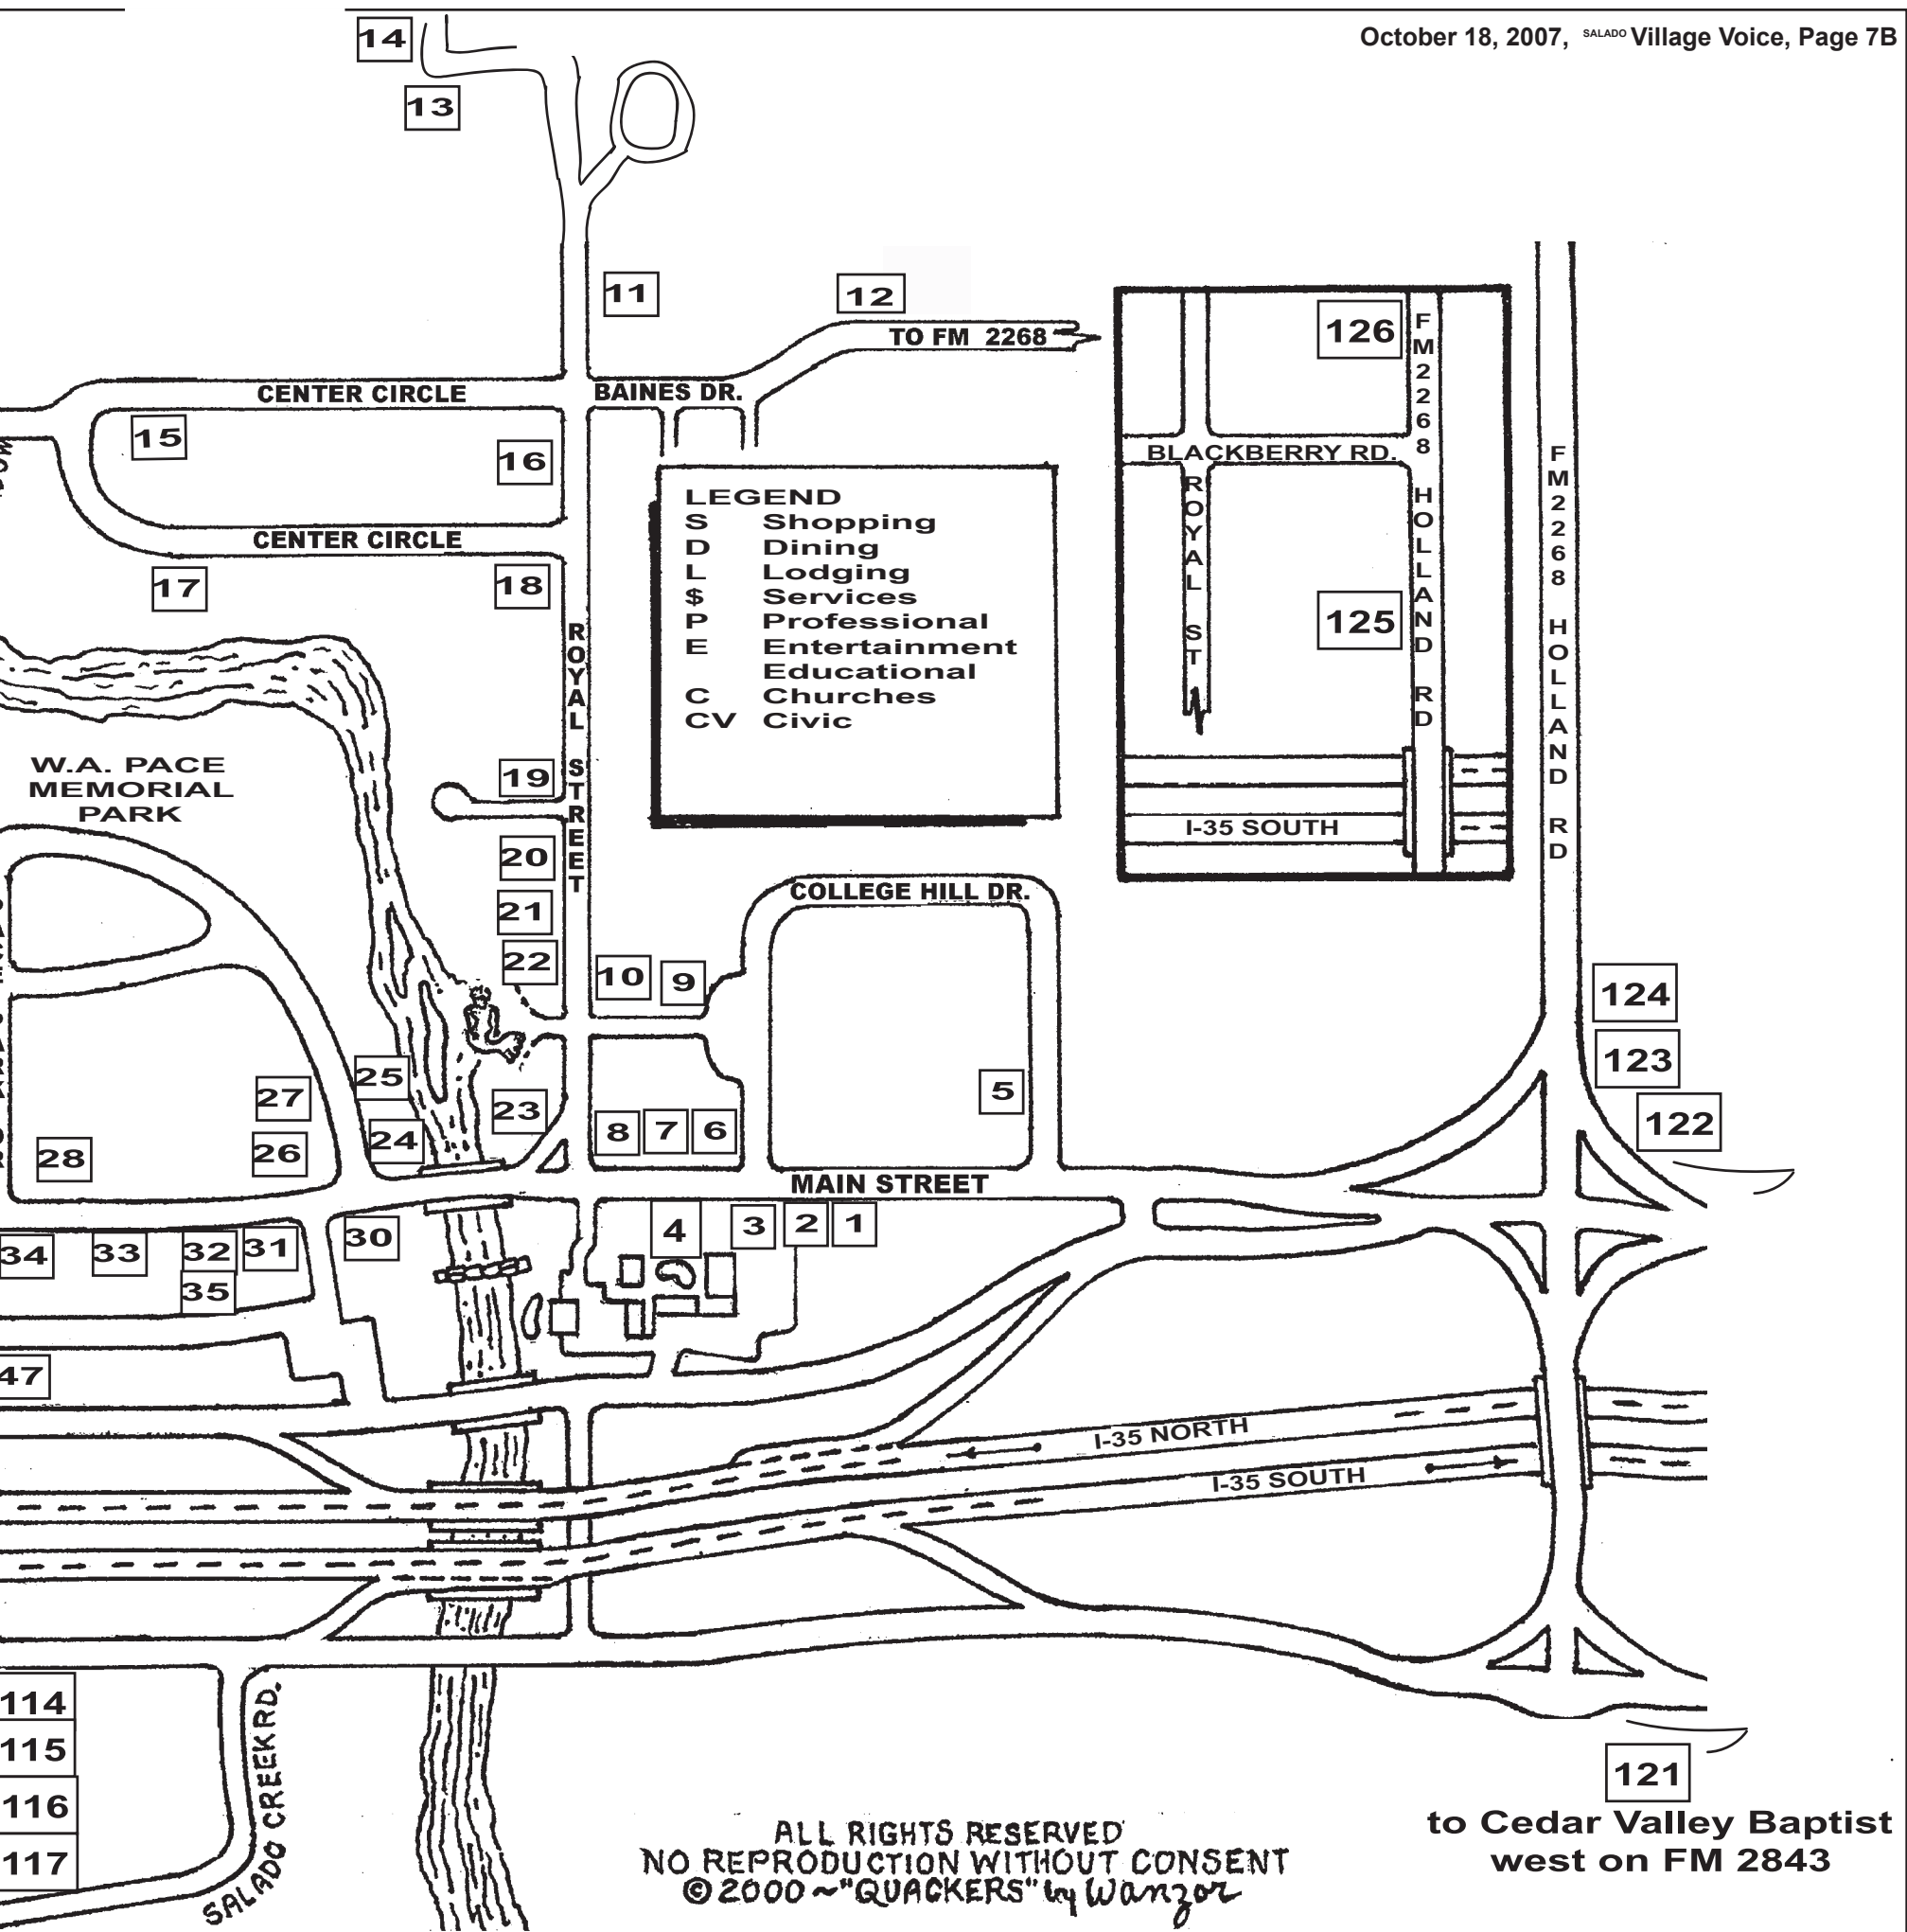 October 18, 2007, SALADO Village Voice, Page 7B
14
13
11
12
TO FM 2268
CENTER CIRCLE
BAINES DR.
15
16
CENTER CIRCLE
17
18
ROYAL STREET
LEGEND
S Shopping
D Dining
L Lodging
$ Services
P Professional
E Entertainment
Educational
C Churches
CV Civic
126
FM2268 HOLLAND RD
BLACKBERRY RD.
ROYAL ST
125
I-35 SOUTH
FM2268 HOLLAND RD
W.A. PACE
MEMORIAL
PARK
19
20
21
22
10
9
COLLEGE HILL DR.
124
123
122
25
27
23
5
28
26
24
8
7
6
MAIN STREET
34
33
32
31
30
4
3
2
1
35
47
I-35 NORTH
I-35 SOUTH
114
115
116
117
SALADO CREEK RD.
121
to Cedar Valley Baptist
west on FM 2843
ALL RIGHTS RESERVED
NO REPRODUCTION WITHOUT CONSENT
© 2000 ~ "QUACKERS" by Wanzor